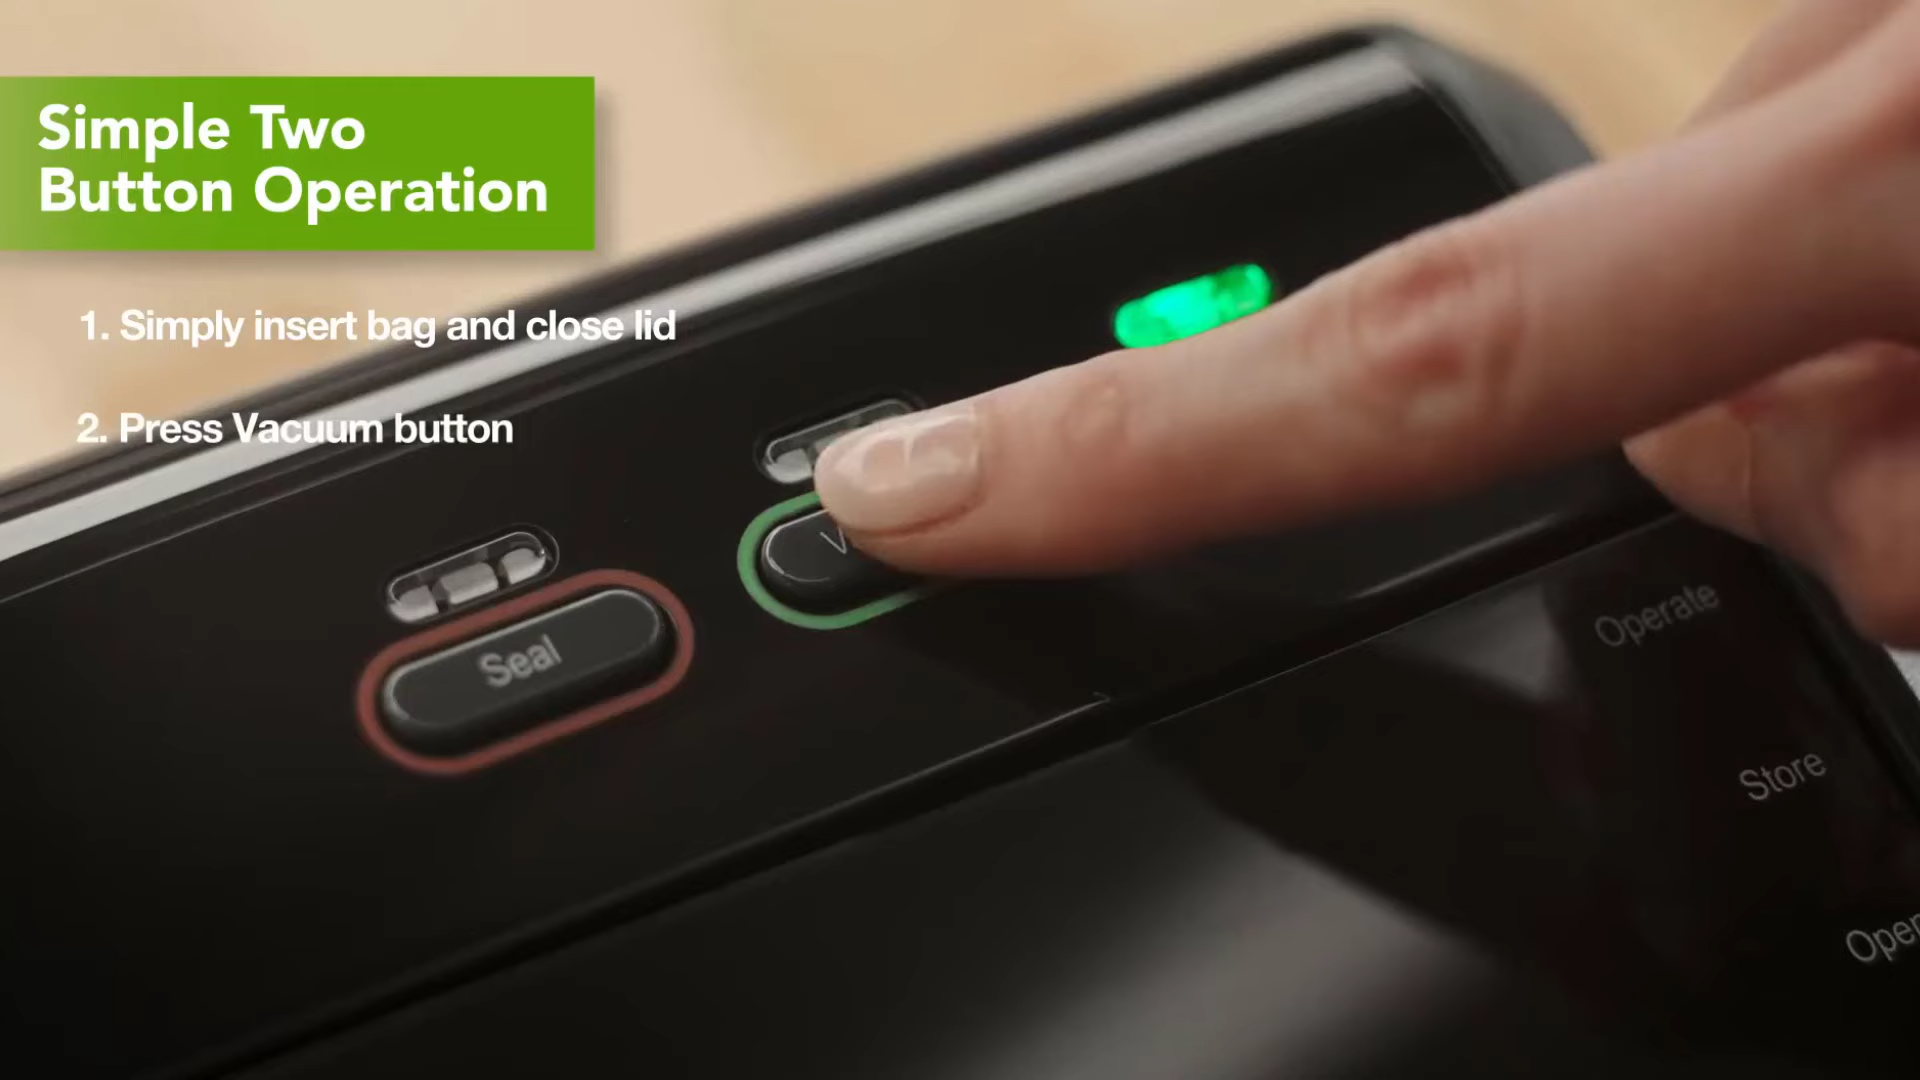 Simple Two
Button Operation
1. Simply insert bag and close lid
2. Press Vacuum button
Seal
Operate
Store